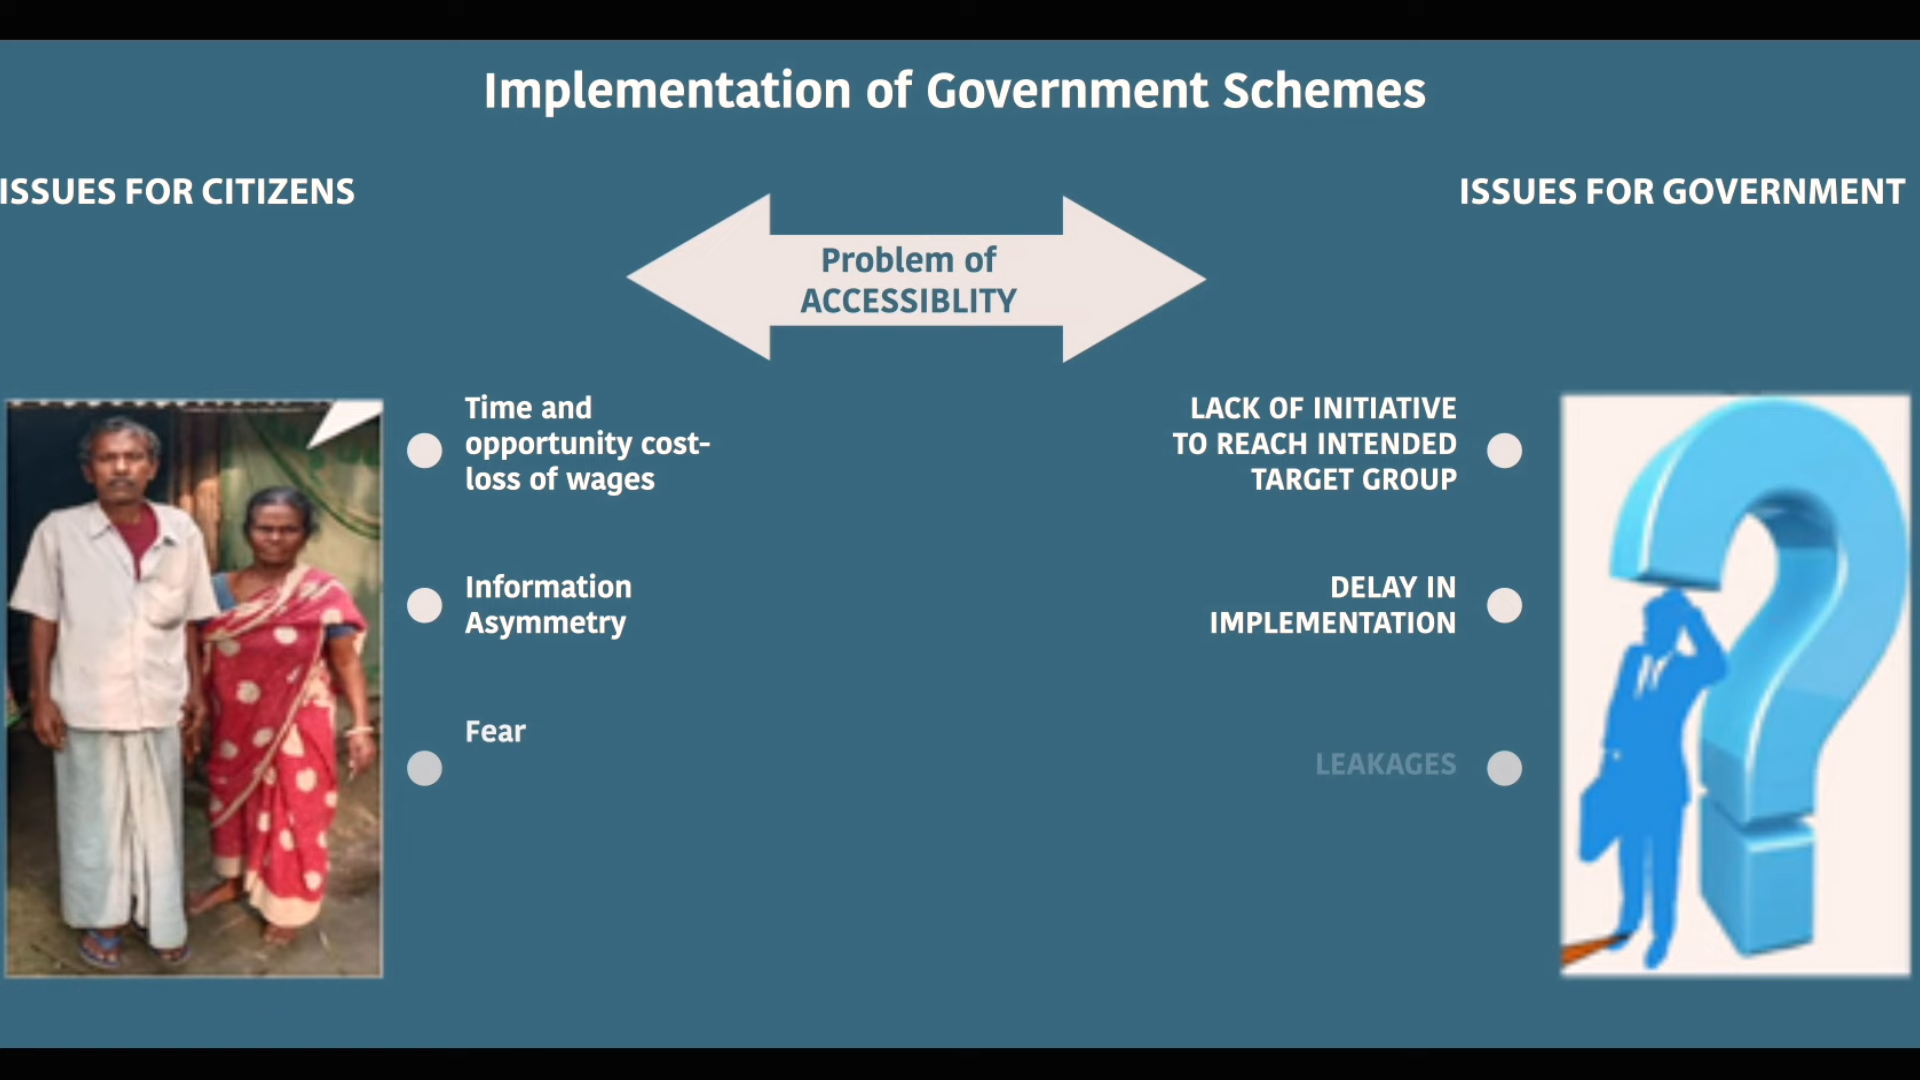 Implementation of Government Schemes
ISSUES FOR CITIZENS
ISSUES FOR GOVERNMENT
Problem of
ACCESSIBLITY
Time and
opportunity cost-
loss of wages
Information
Asymmetry
Fear
LACK OF INITIATIVE
TO REACH INTENDED
TARGET GROUP
DELAY IN
IMPLEMENTATION
LEAKAGES